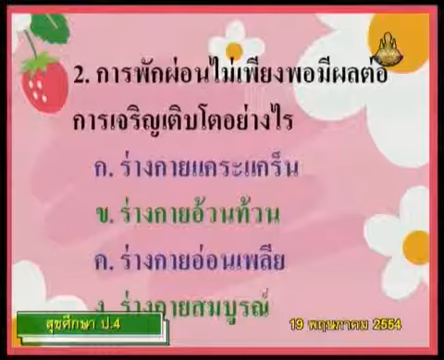 2. การพักผ่อนไม่เพียงพอมีผลต่อ
การเจริญเติบโตอย่างไร
ก. ร่างกายแคระแกร็น
ข. ร่างกายอ้วนท้วน
ค. ร่างกายอ่อนเพลีย
ง. ร่างกายสมบูรณ์
สุขศึกษา ป.4
19 พฤษภาคม 2554